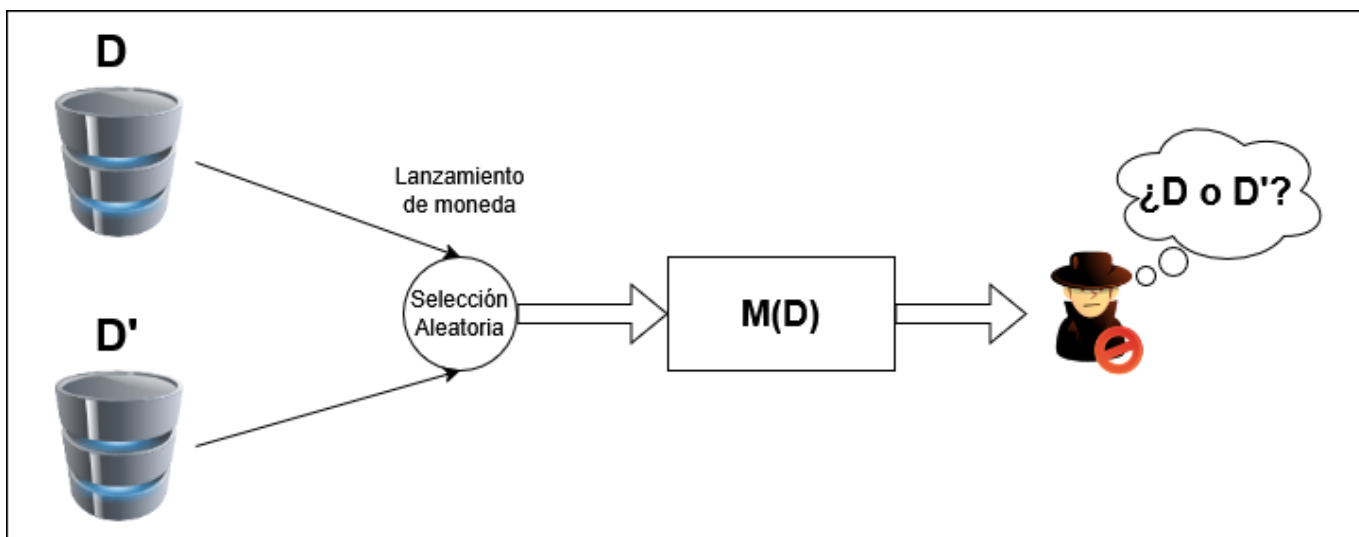 D
Lanzamiento
de moneda
¿D o D'?
Selección
Aleatoria
M(D)
D'